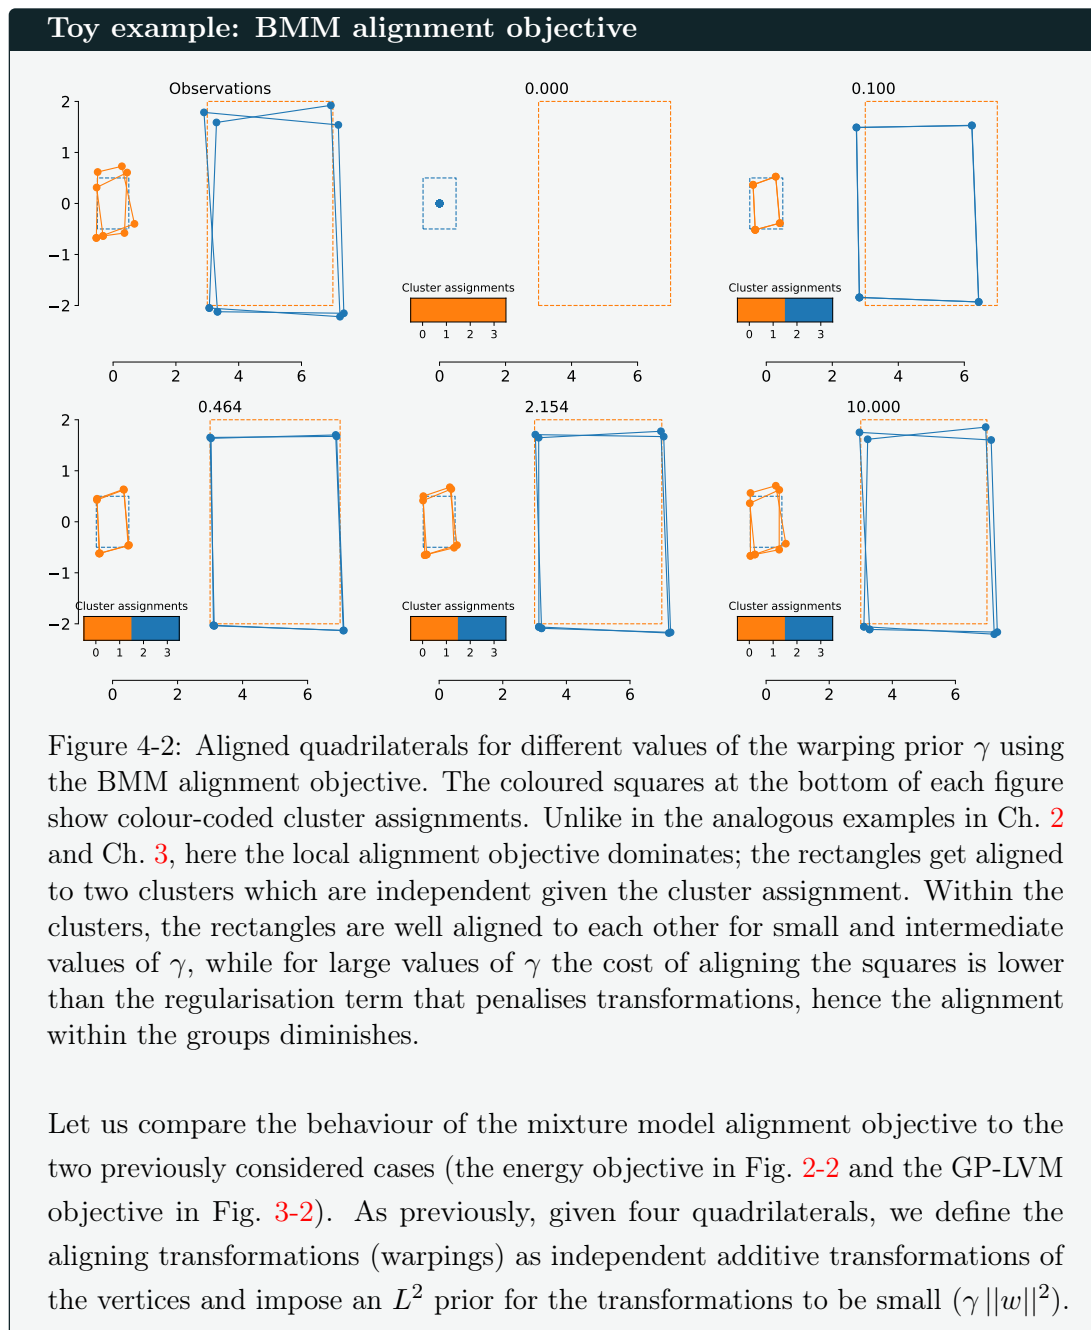 Toy example: BMM alignment objective
Observations
0.000
0.100
2
1
0
−1
−2
Cluster assignments
0 1 2 3
Cluster assignments
0 1 2 3
0 2 4 6
0 2 4 6
0 2 4 6
0.464
2.154
10.000
2
1
0
−1
−2
Cluster assignments
0 1 2 3
Cluster assignments
0 1 2 3
Cluster assignments
0 1 2 3
0 2 4 6
0 2 4 6
0 2 4 6
Figure 4-2: Aligned quadrilaterals for different values of the warping prior γ using
the BMM alignment objective. The coloured squares at the bottom of each figure
show colour-coded cluster assignments. Unlike in the analogous examples in Ch. 2
and Ch. 3, here the local alignment objective dominates; the rectangles get aligned
to two clusters which are independent given the cluster assignment. Within the
clusters, the rectangles are well aligned to each other for small and intermediate
values of γ, while for large values of γ the cost of aligning the squares is lower
than the regularisation term that penalises transformations, hence the alignment
within the groups diminishes.
Let us compare the behaviour of the mixture model alignment objective to the
two previously considered cases (the energy objective in Fig. 2-2 and the GP-LVM
objective in Fig. 3-2). As previously, given four quadrilaterals, we define the
aligning transformations (warpings) as independent additive transformations of
the vertices and impose an L² prior for the transformations to be small (γ ||w||²).